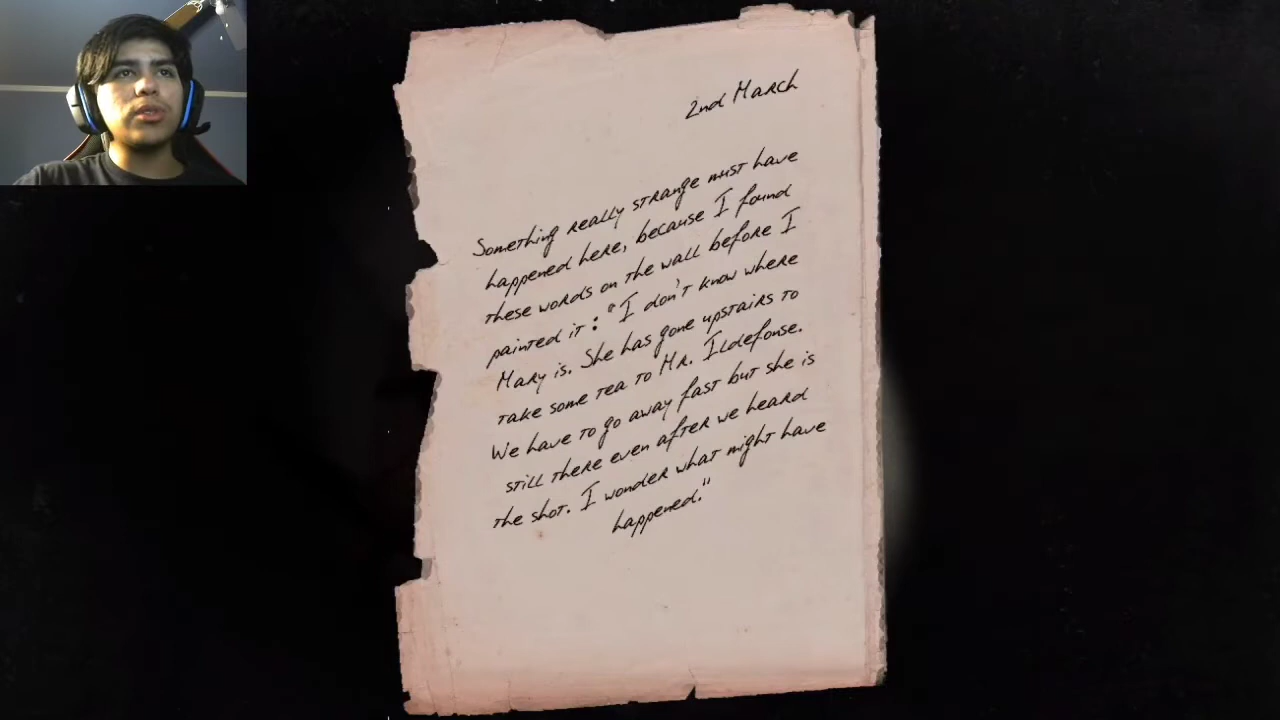 2nd March
Something really strange must have
happened here, because I found
these words on the wall before I
painted it : "I don't know where
Mary is. She has gone upstairs to
take some tea to Mr. Ildefonse.
We have to go away fast but she is
still there even after we heard
the shot. I wonder what might have
happened."